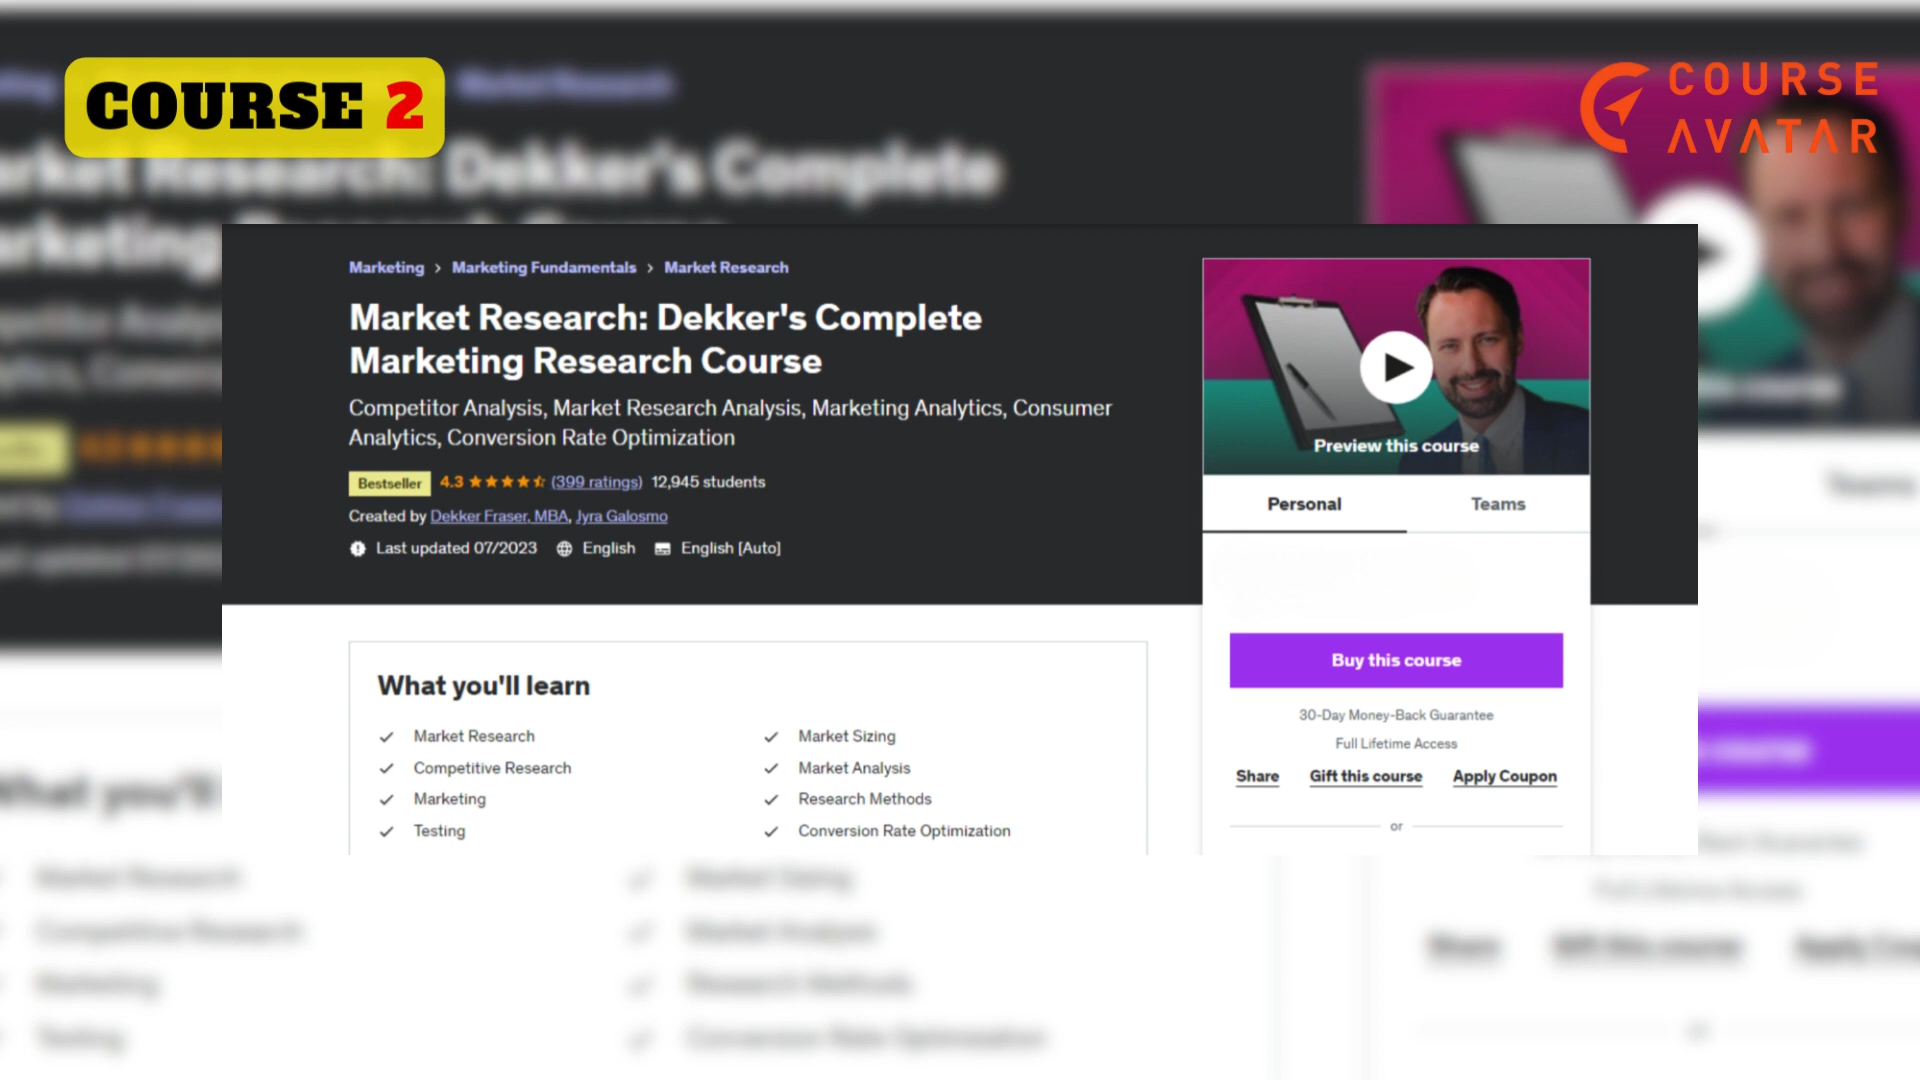 COURSE 2
COURSE
AVATAR
Marketing > Marketing Fundamentals > Market Research
Market Research: Dekker's Complete
Marketing Research Course
Competitor Analysis, Market Research Analysis, Marketing Analytics, Consumer
Analytics, Conversion Rate Optimization
Bestseller 4.3 (399 ratings) 12,945 students
Created by Dekker Fraser, MBA, Jyra Galosmo
Last updated 07/2023 English English [Auto]
Preview this course
Personal Teams
Buy this course
30-Day Money-Back Guarantee
Full Lifetime Access
Share Gift this course Apply Coupon
or
What you'll learn
Market Research
Competitive Research
Marketing
Testing
Market Sizing
Market Analysis
Research Methods
Conversion Rate Optimization